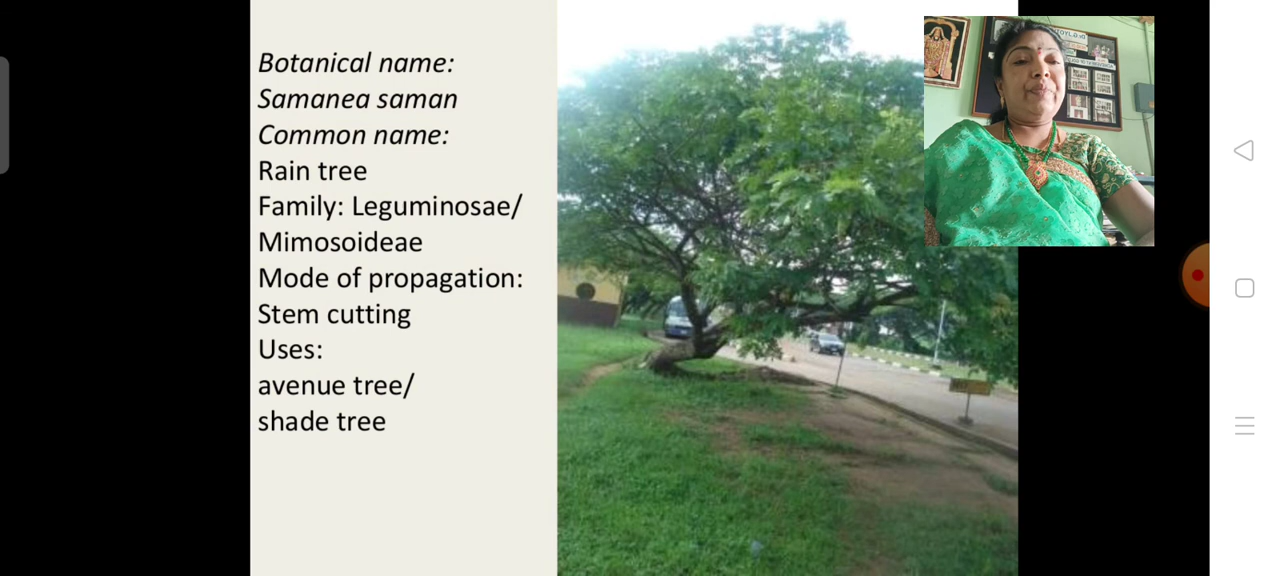 Botanical name:
Samanea saman
Common name:
Rain tree
Family: Leguminosae/
Mimosoideae
Mode of propagation:
Stem cutting
Uses:
avenue tree/
shade tree